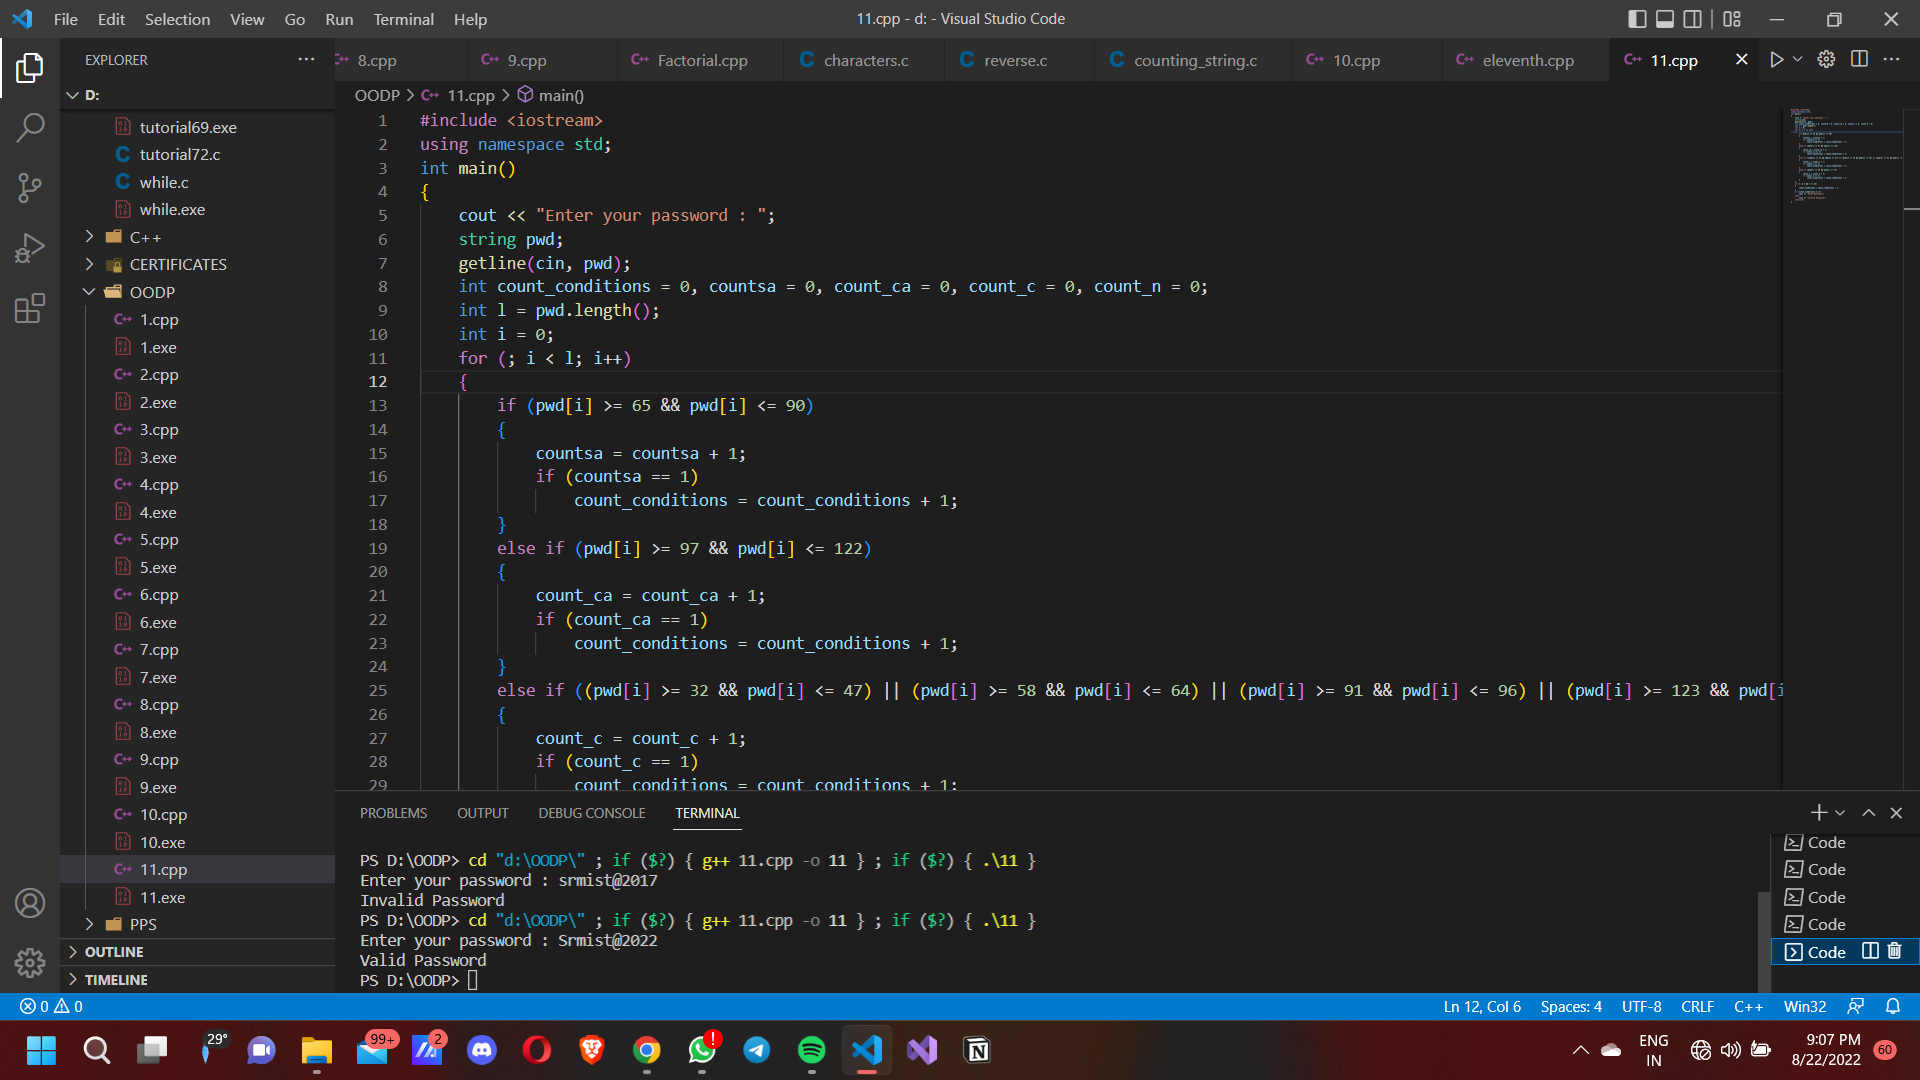 File Edit Selection View Go Run Terminal Help
11.cpp - d: - Visual Studio Code
EXPLORER
8.cpp 9.cpp Factorial.cpp characters.c reverse.c counting_string.c 10.cpp eleventh.cpp 11.cpp
D:
tutorial69.exe
tutorial72.c
while.c
while.exe
C++
CERTIFICATES
OODP
1.cpp
1.exe
2.cpp
2.exe
3.cpp
3.exe
4.cpp
4.exe
5.cpp
5.exe
6.cpp
6.exe
7.cpp
7.exe
8.cpp
8.exe
9.cpp
9.exe
10.cpp
10.exe
11.cpp
11.exe
PPS
OUTLINE
TIMELINE
OODP > 11.cpp > main()
1 #include <iostream>
2 using namespace std;
3 int main()
4 {
5 cout << "Enter your password : ";
6 string pwd;
7 getline(cin, pwd);
8 int count_conditions = 0, countsa = 0, count_ca = 0, count_c = 0, count_n = 0;
9 int l = pwd.length();
10 int i = 0;
11 for (; i < l; i++)
12 {
13 if (pwd[i] >= 65 && pwd[i] <= 90)
14 {
15 countsa = countsa + 1;
16 if (countsa == 1)
17 count_conditions = count_conditions + 1;
18 }
19 else if (pwd[i] >= 97 && pwd[i] <= 122)
20 {
21 count_ca = count_ca + 1;
22 if (count_ca == 1)
23 count_conditions = count_conditions + 1;
24 }
25 else if ((pwd[i] >= 32 && pwd[i] <= 47) || (pwd[i] >= 58 && pwd[i] <= 64) || (pwd[i] >= 91 && pwd[i] <= 96) || (pwd[i] >= 123 && pwd[i
26 {
27 count_c = count_c + 1;
28 if (count_c == 1)
29 count_conditions = count_conditions + 1;
PROBLEMS OUTPUT DEBUG CONSOLE TERMINAL
PS D:\OODP> cd "d:\OODP\" ; if ($?) { g++ 11.cpp -o 11 } ; if ($?) { .\11 }
Enter your password : srmist@2017
Invalid Password
PS D:\OODP> cd "d:\OODP\" ; if ($?) { g++ 11.cpp -o 11 } ; if ($?) { .\11 }
Enter your password : Srmist@2022
Valid Password
PS D:\OODP>
Code
Code
Code
Code
Code
0 0
Ln 12, Col 6 Spaces: 4 UTF-8 CRLF C++ Win32
29°
99+
2
ENG
IN
9:07 PM
8/22/2022
60